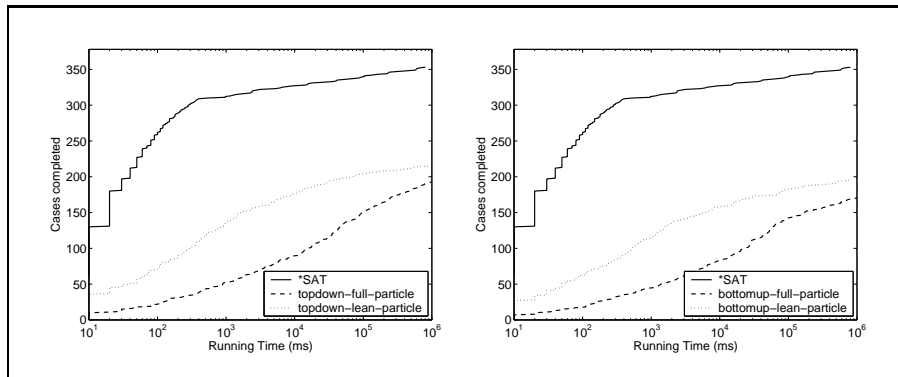 350
300
250
200
150
100
50
0
Cases completed
*SAT
topdown-full-particle
topdown-lean-particle
10^1 10^2 10^3 10^4 10^5 10^6
Running Time (ms)
350
300
250
200
150
100
50
0
Cases completed
*SAT
bottomup-full-particle
bottomup-lean-particle
10^1 10^2 10^3 10^4 10^5 10^6
Running Time (ms)